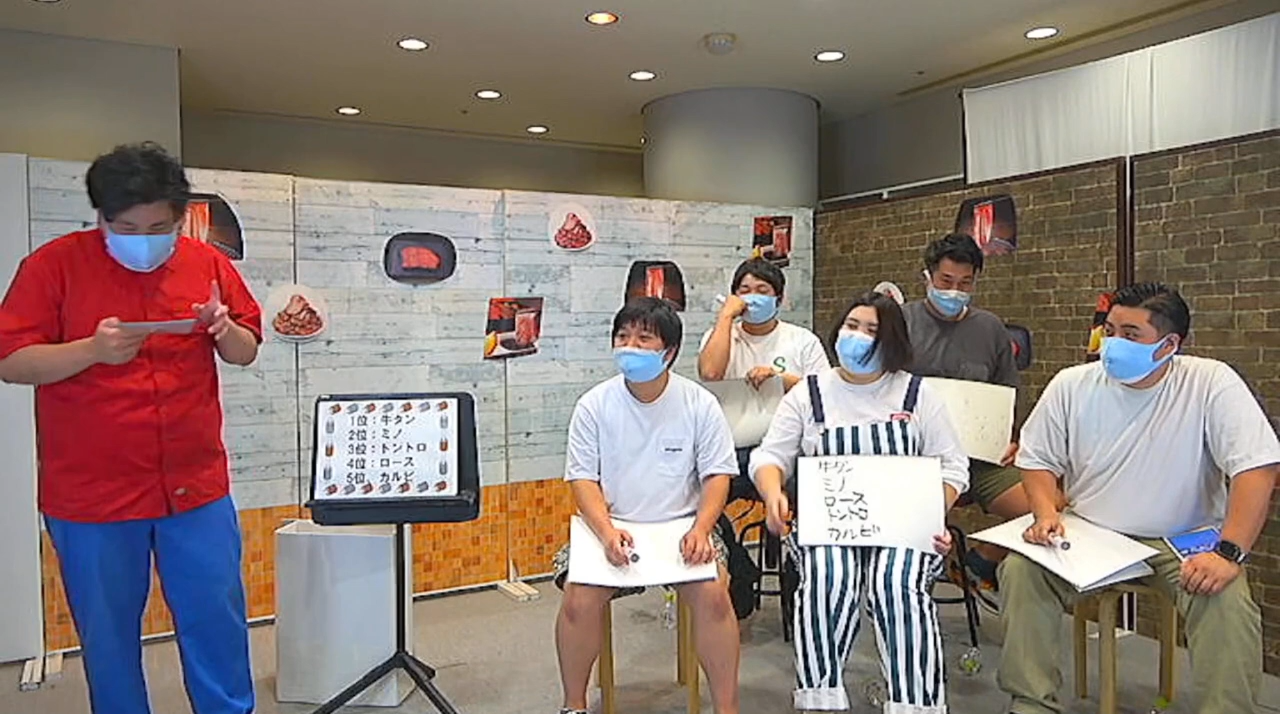 1位：牛タン
2位：ミノ
3位：トントロ
4位：ロース
5位：カルビ
牛タン
ミノ
ロース
トントロ
カルビ
S